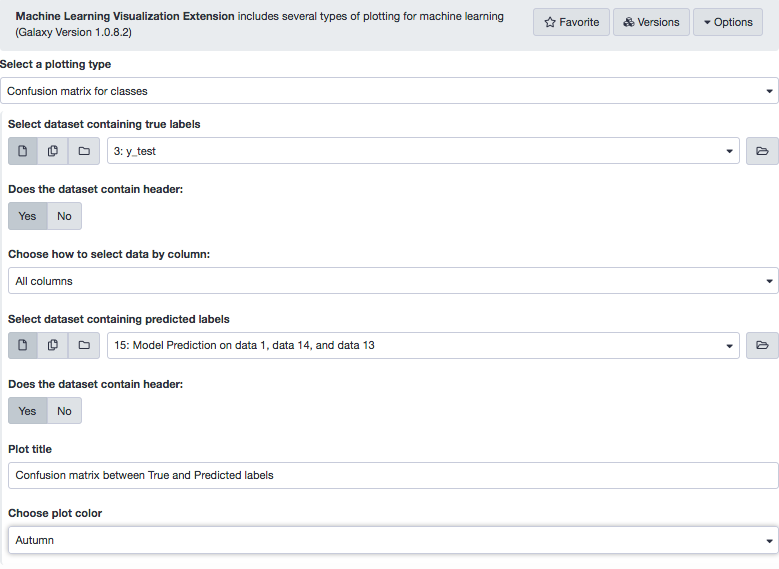 Machine Learning Visualization Extension includes several types of plotting for machine learning
(Galaxy Version 1.0.8.2)
Favorite
Versions
Options
Select a plotting type
Confusion matrix for classes
Select dataset containing true labels
3: y_test
Does the dataset contain header:
Yes No
Choose how to select data by column:
All columns
Select dataset containing predicted labels
15: Model Prediction on data 1, data 14, and data 13
Does the dataset contain header:
Yes No
Plot title
Confusion matrix between True and Predicted labels
Choose plot color
Autumn